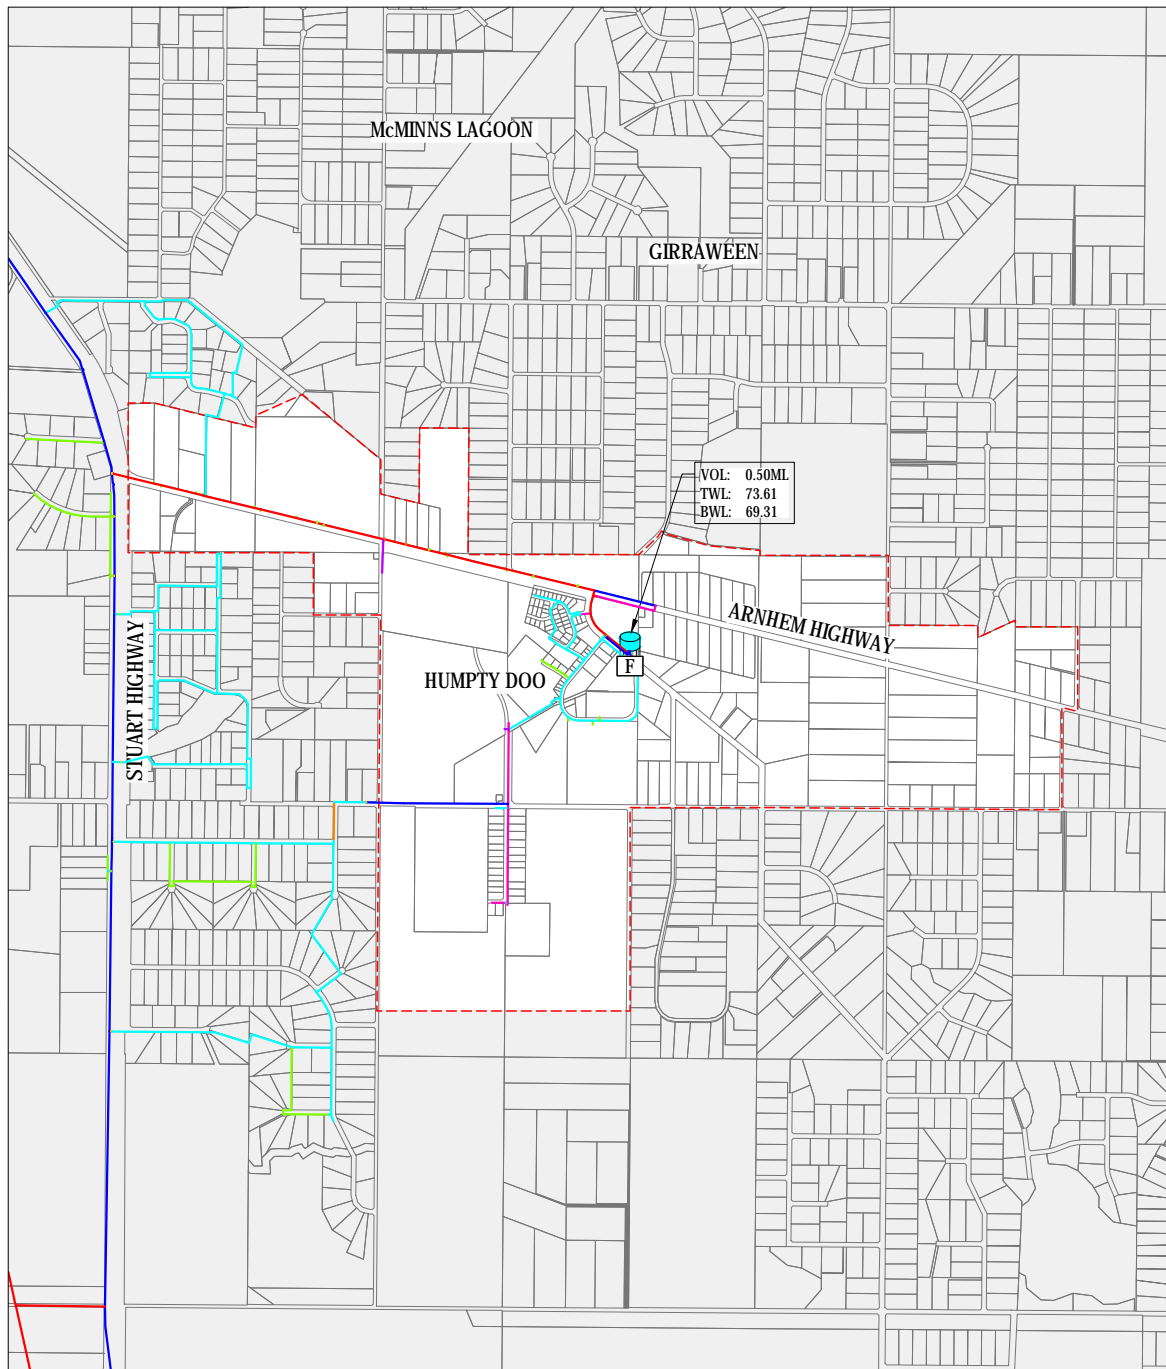 McMINNS LAGOON
GIRRAWEEN
VOL: 0.50ML
TWL: 73.61
BWL: 69.31
ARNHEM HIGHWAY
STUART HIGHWAY
HUMPTY DOO
F